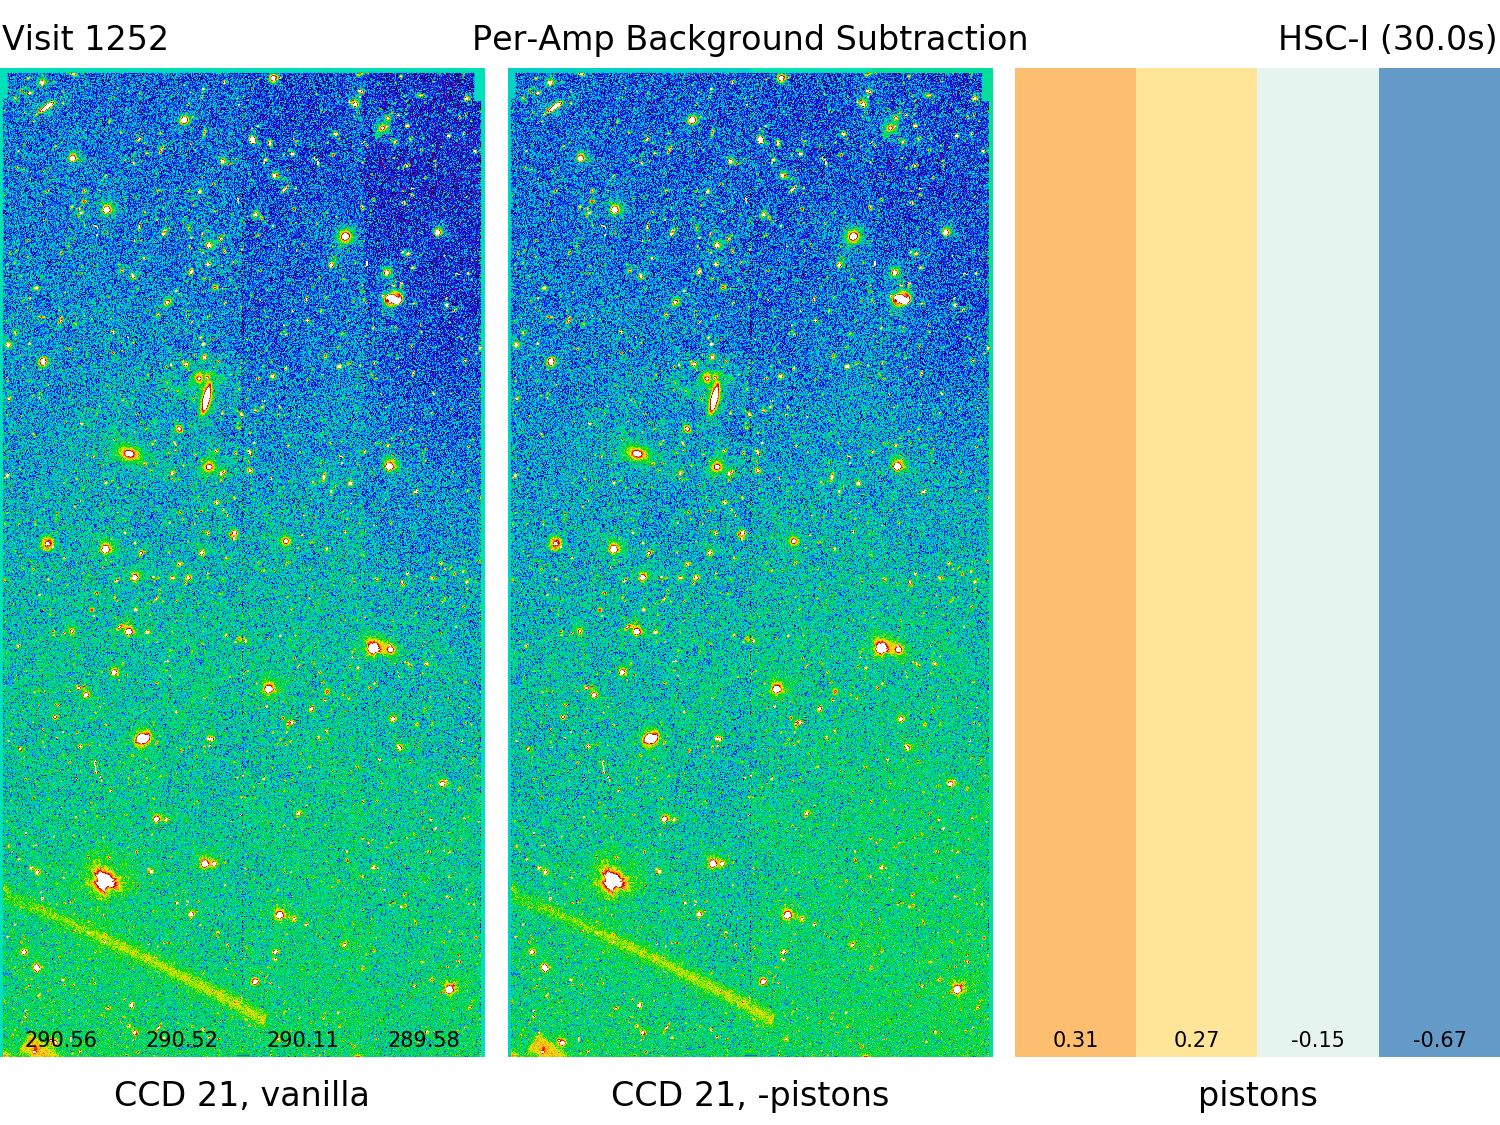 Visit 1252 Per-Amp Background Subtraction HSC-I (30.0s)
290.56 290.52 290.11 289.58 0.31 0.27 -0.15 -0.67
CCD 21, vanilla CCD 21, -pistons pistons